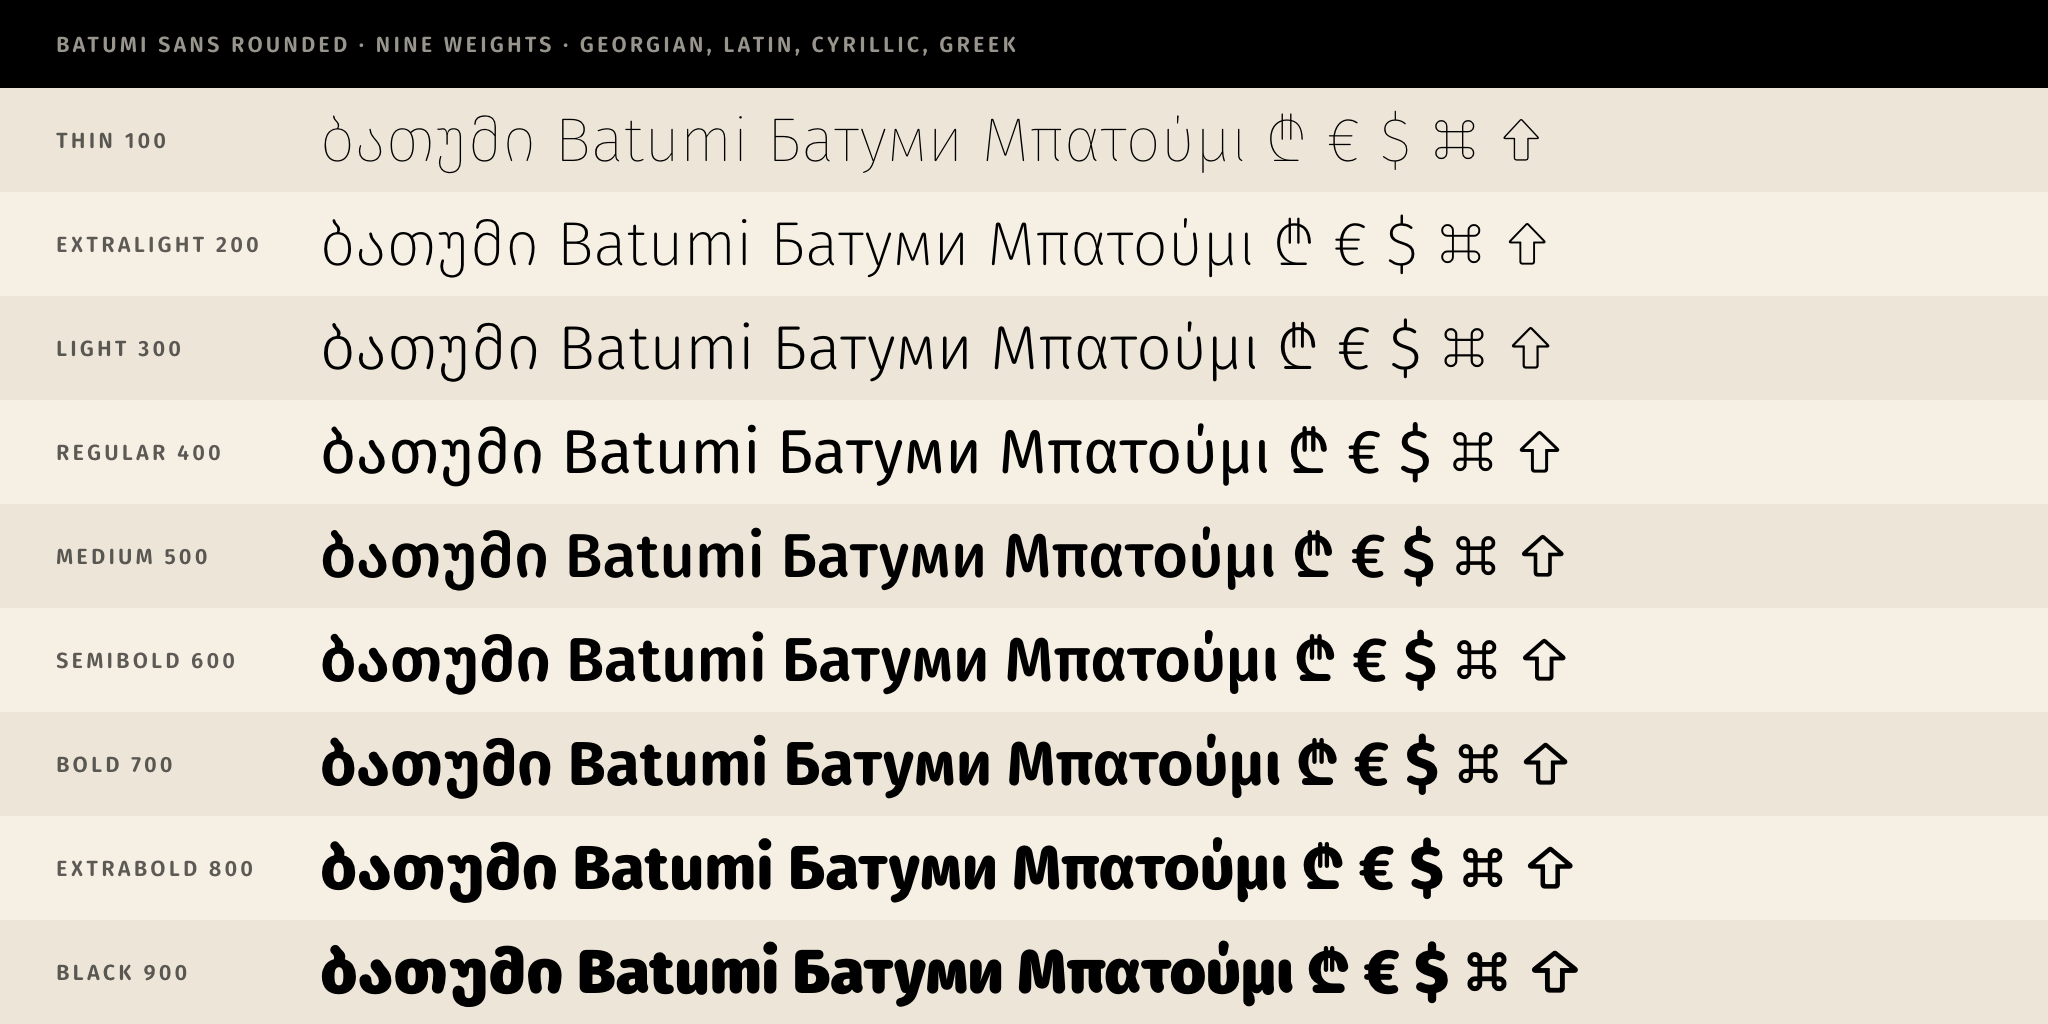 BATUMI SANS ROUNDED · NINE WEIGHTS · GEORGIAN, LATIN, CYRILLIC, GREEK
THIN 100 ბათუმი Batumi Батуми Μπατούμι ₾ € $ ⌘ ⇧
EXTRALIGHT 200 ბათუმი Batumi Батуми Μπατούμι ₾ € $ ⌘ ⇧
LIGHT 300 ბათუმი Batumi Батуми Μπατούμι ₾ € $ ⌘ ⇧
REGULAR 400 ბათუმი Batumi Батуми Μπατούμι ₾ € $ ⌘ ⇧
MEDIUM 500 ბათუმი Batumi Батуми Μπατούμι ₾ € $ ⌘ ⇧
SEMIBOLD 600 ბათუმი Batumi Батуми Μπατούμι ₾ € $ ⌘ ⇧
BOLD 700 ბათუმი Batumi Батуми Μπατούμι ₾ € $ ⌘ ⇧
EXTRABOLD 800 ბათუმი Batumi Батуми Μπατούμι ₾ € $ ⌘ ⇧
BLACK 900 ბათუმი Batumi Батуми Μπατούμι ₾ € $ ⌘ ⇧